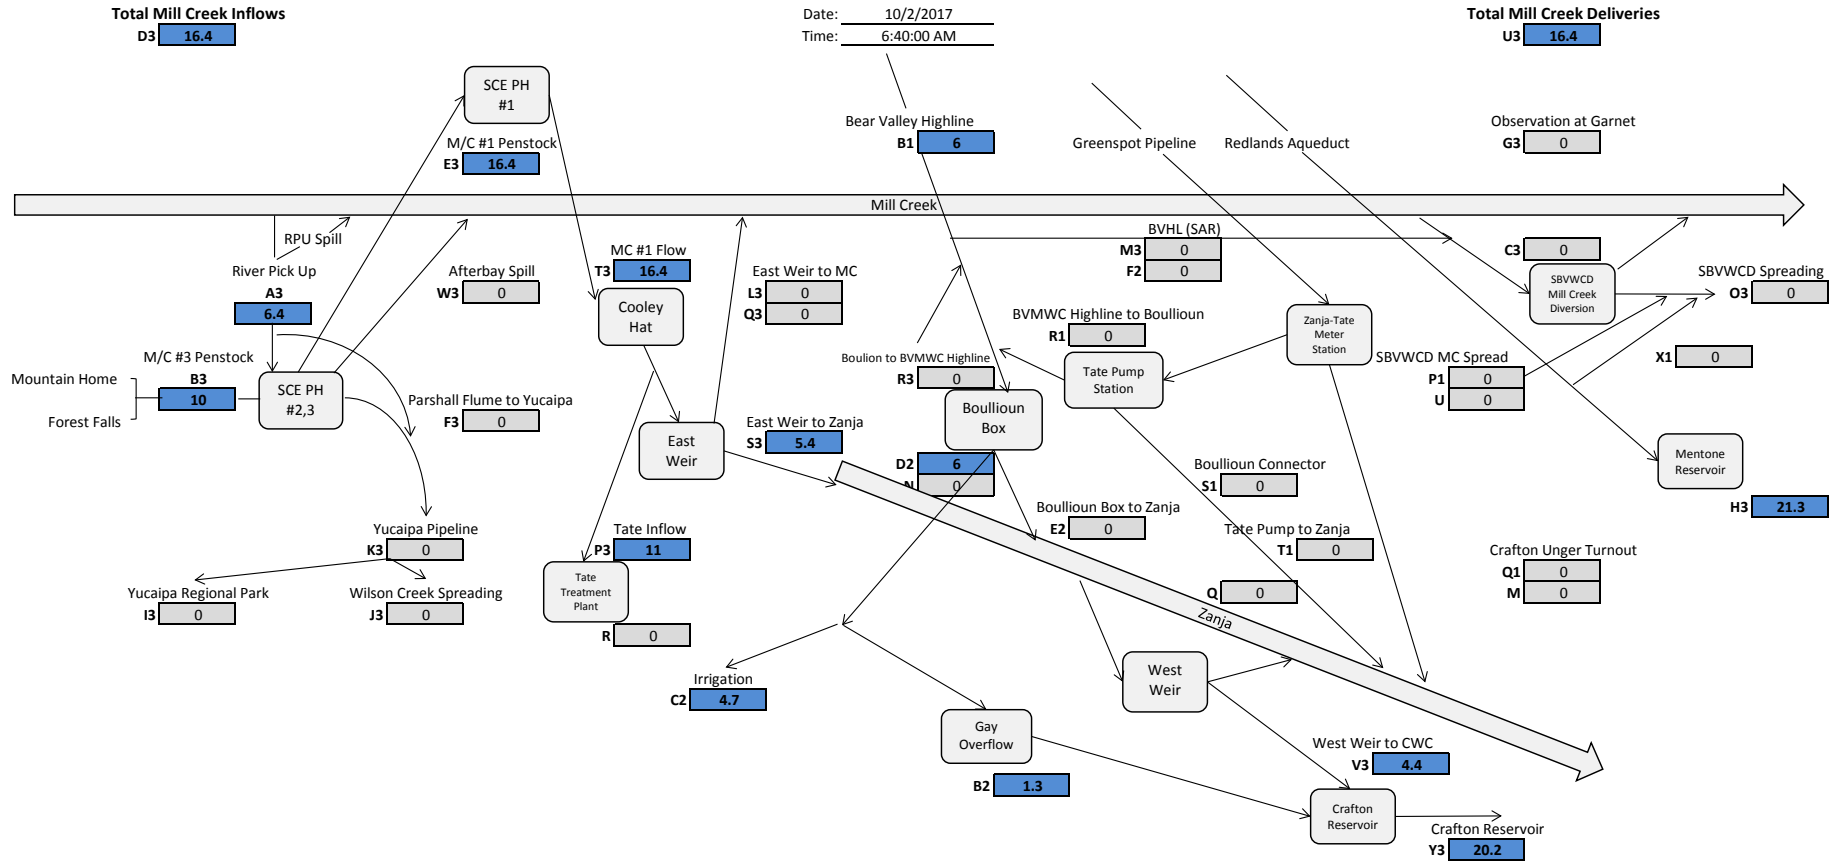 Total Mill Creek Inflows
D3 16.4
Date: 10/2/2017
Time: 6:40:00 AM
Total Mill Creek Deliveries
U3 16.4
SCE PH
#1
M/C #1 Penstock
E3 16.4
Bear Valley Highline
B1 6
Greenspot Pipeline
Redlands Aqueduct
Observation at Garnet
G3 0
Mill Creek
RPU Spill
River Pick Up
A3
6.4
Afterbay Spill
W3 0
MC #1 Flow
T3 16.4
Cooley
Hat
East Weir to MC
L3 0
Q3 0
BVHL (SAR)
M3 0
F2 0
C3 0
SBVWCD
Mill Creek
Diversion
SBVWCD Spreading
O3 0
M/C #3 Penstock
B3
10
Mountain Home
Forest Falls
SCE PH
#2,3
Parshall Flume to Yucaipa
F3 0
BVMWC Highline to Boullioun
R1 0
Boulion to BVMWC Highline
R3 0
Tate Pump
Station
Zanja-Tate
Meter
Station
SBVWCD MC Spread
P1 0
U 0
X1 0
East
Weir
East Weir to Zanja
S3 5.4
Boullioun
Box
D2 6
N 0
Boullioun Connector
S1 0
Mentone
Reservoir
H3 21.3
Yucaipa Pipeline
K3 0
Tate Inflow
P3 11
Boullioun Box to Zanja
E2 0
Tate Pump to Zanja
T1 0
Crafton Unger Turnout
Q1 0
M 0
Yucaipa Regional Park
I3 0
Wilson Creek Spreading
J3 0
Tate
Treatment
Plant
R 0
Q 0
Zanja
Irrigation
C2 4.7
West
Weir
Gay
Overflow
B2 1.3
West Weir to CWC
V3 4.4
Crafton
Reservoir
Crafton Reservoir
Y3 20.2